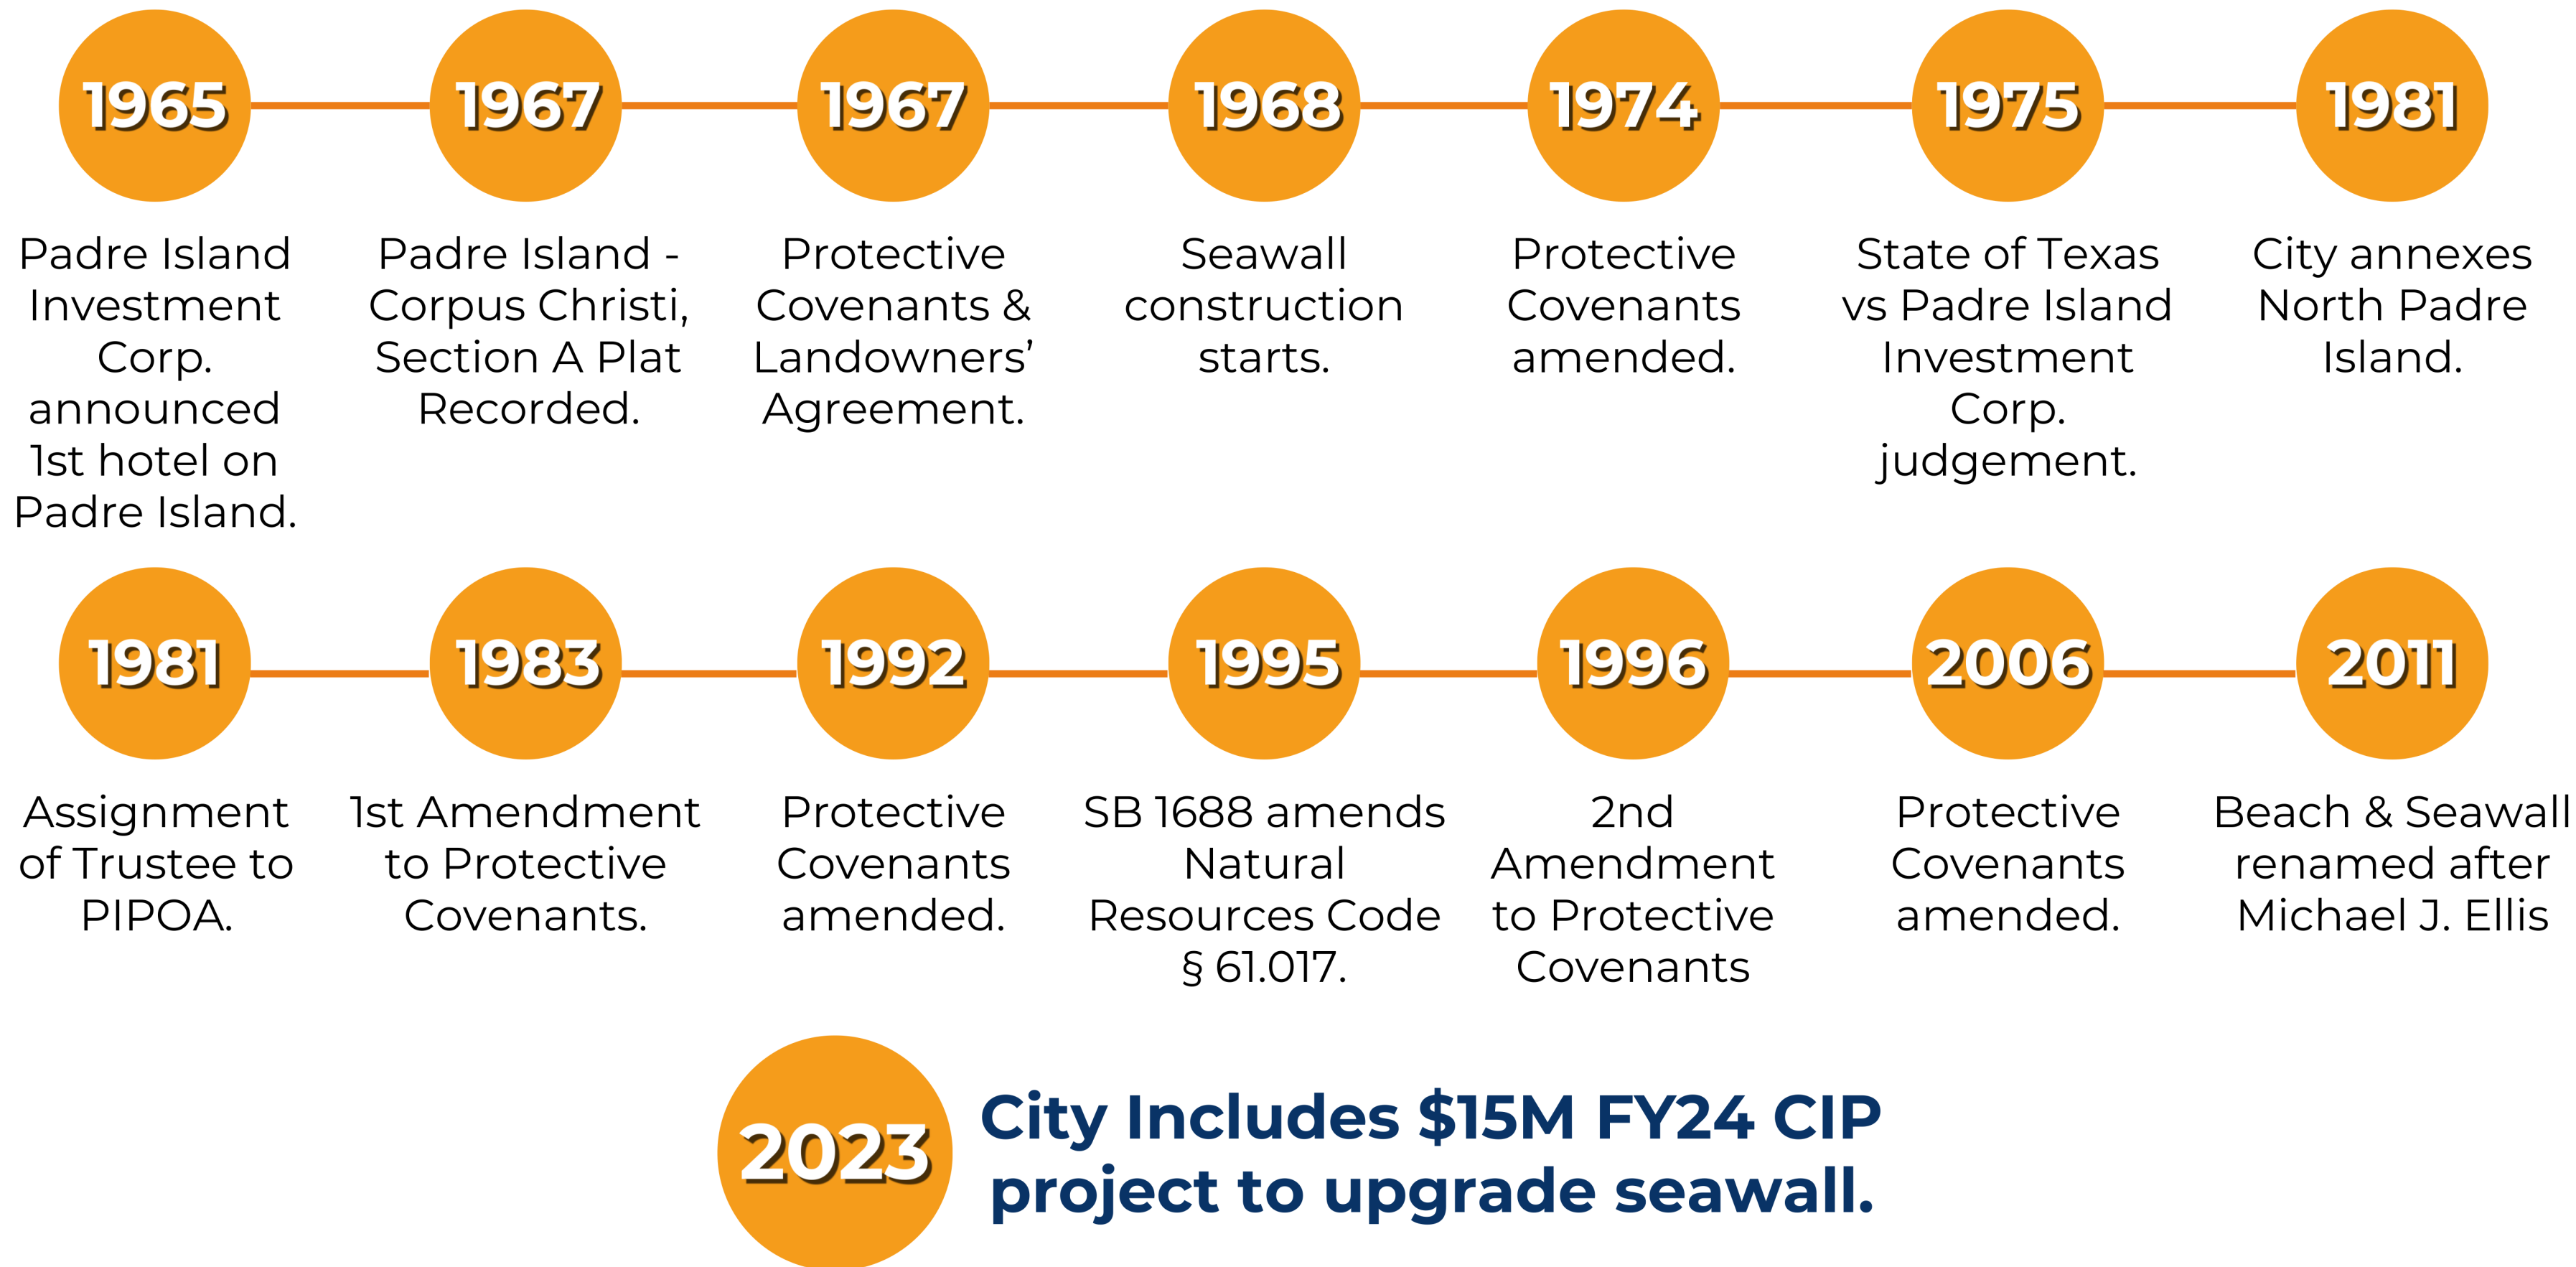 1965
Padre Island
Investment
Corp.
announced
1st hotel on
Padre Island.
1967
Padre Island -
Corpus Christi,
Section A Plat
Recorded.
1967
Protective
Covenants &
Landowners’
Agreement.
1968
Seawall
construction
starts.
1974
Protective
Covenants
amended.
1975
State of Texas
vs Padre Island
Investment
Corp.
judgement.
1981
City annexes
North Padre
Island.
1981
Assignment
of Trustee to
PIPOA.
1983
1st Amendment
to Protective
Covenants.
1992
Protective
Covenants
amended.
1995
SB 1688 amends
Natural
Resources Code
§ 61.017.
1996
2nd
Amendment
to Protective
Covenants
2006
Protective
Covenants
amended.
2011
Beach & Seawall
renamed after
Michael J. Ellis
2023
City Includes $15M FY24 CIP
project to upgrade seawall.